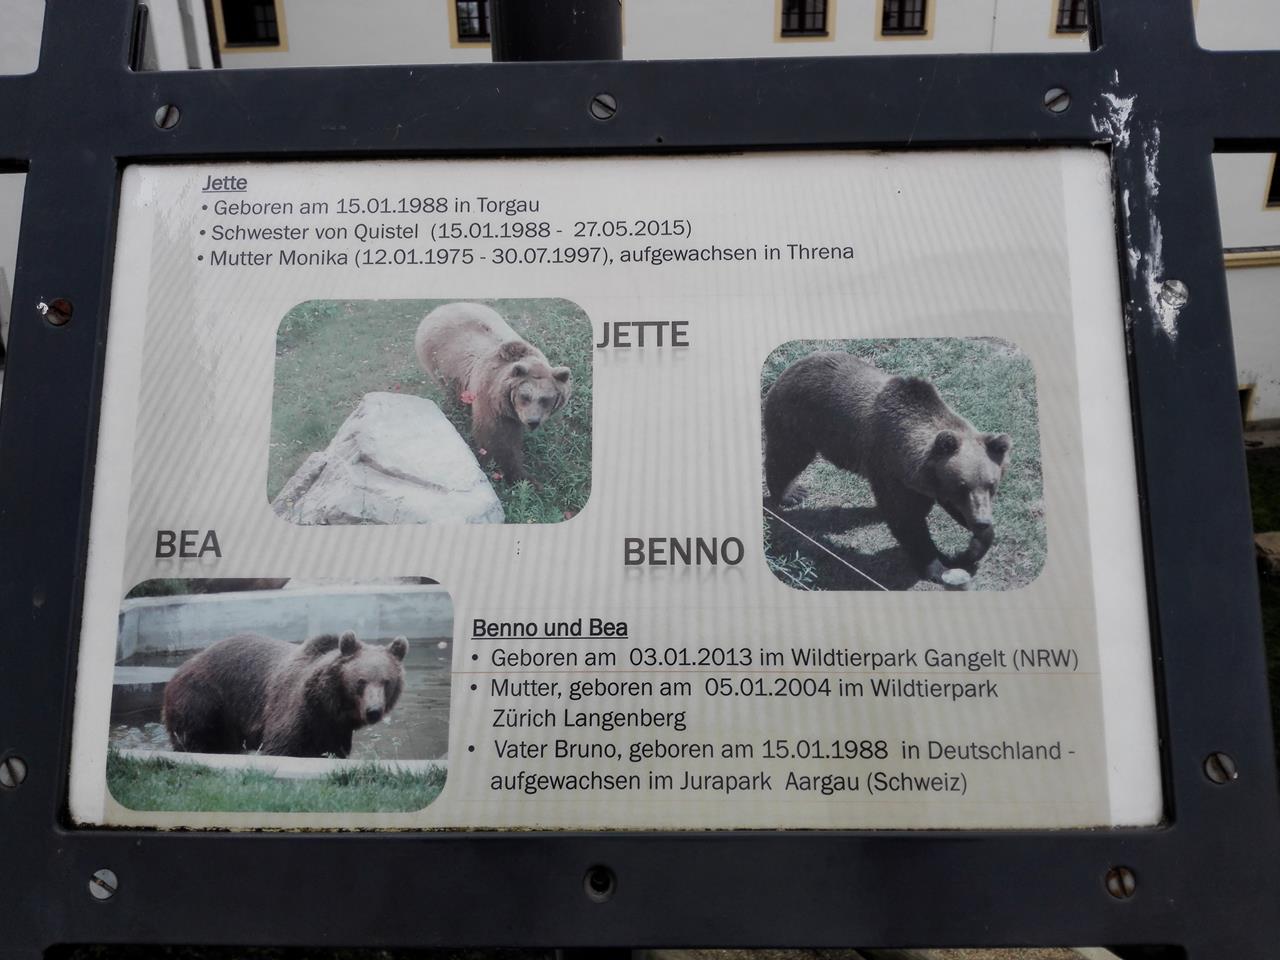 Jette
• Geboren am 15.01.1988 in Torgau
• Schwester von Quistel (15.01.1988 - 27.05.2015)
• Mutter Monika (12.01.1975 - 30.07.1997), aufgewachsen in Threna
JETTE
BEA
BENNO
Benno und Bea
• Geboren am 03.01.2013 im Wildtierpark Gangelt (NRW)
• Mutter, geboren am 05.01.2004 im Wildtierpark
Zürich Langenberg
• Vater Bruno, geboren am 15.01.1988 in Deutschland -
aufgewachsen im Jurapark Aargau (Schweiz)